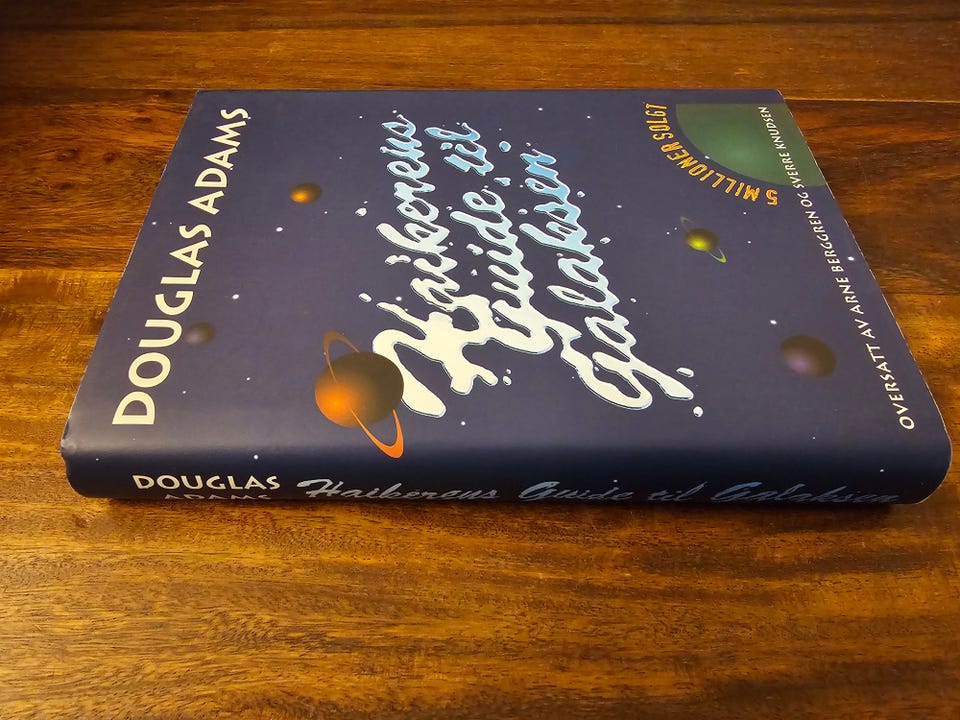 DOUGLAS ADAMS
Haikerens
Guide til
Galaksen
5 MILLIONER SOLGT
OVERSATT AV ARNE BERGGREN OG SVERRE KNUDSEN
DOUGLAS
ADAMS
Haikerens Guide til Galaksen